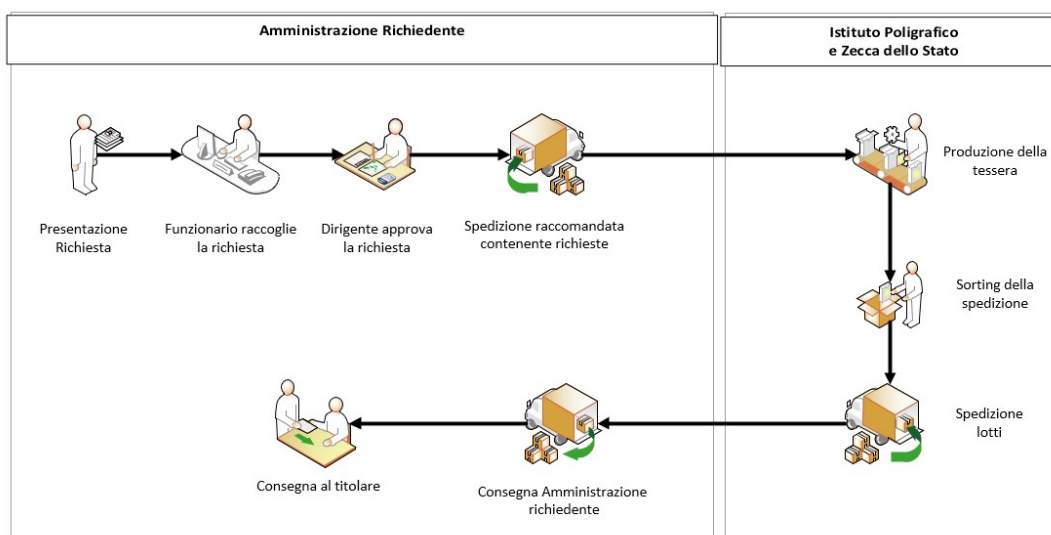 Amministrazione Richiedente
Istituto Poligrafico
e Zecca dello Stato
Presentazione
Richiesta
Funzionario raccoglie
la richiesta
Dirigente approva
la richiesta
Spedizione raccomandata
contenente richieste
Produzione della
tessera
Sorting della
spedizione
Spedizione
lotti
Consegna Amministrazione
richiedente
Consegna al titolare